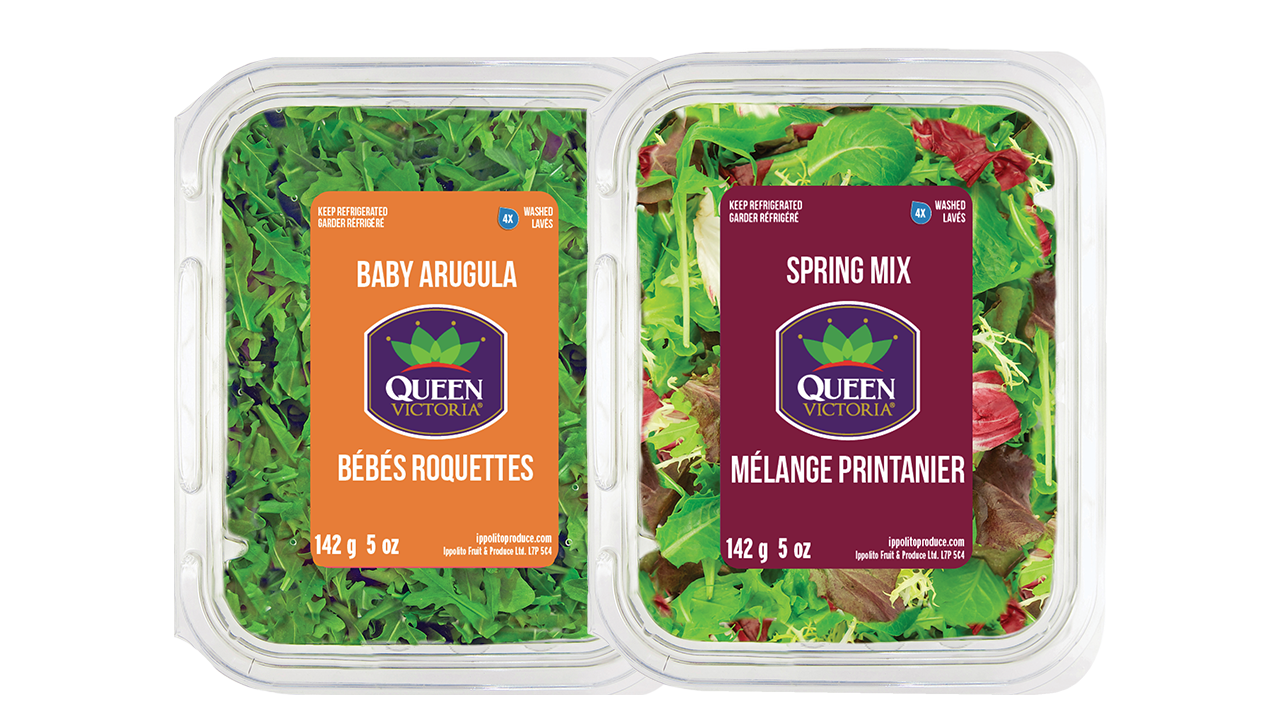 KEEP REFRIGERATED
GARDER RÉFRIGÉRÉ
4X
WASHED
LAVÉS
BABY ARUGULA
QUEEN
VICTORIA®
BÉBÉS ROQUETTES
142 g 5 oz
ippolitoproduce.com
Ippolito Fruit & Produce Ltd. L7P 5C4
KEEP REFRIGERATED
GARDER RÉFRIGÉRÉ
4X
WASHED
LAVÉS
SPRING MIX
QUEEN
VICTORIA®
MÉLANGE PRINTANIER
142 g 5 oz
ippolitoproduce.com
Ippolito Fruit & Produce Ltd. L7P 5C4